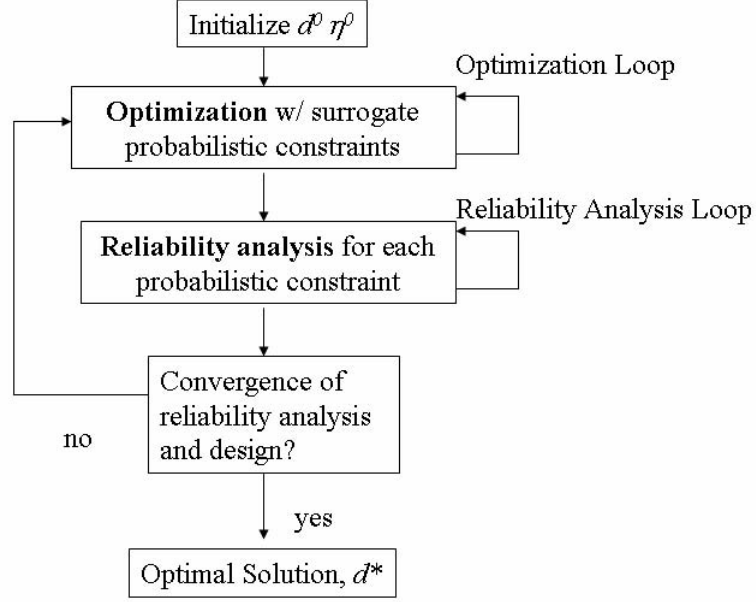 Initialize d⁰ η⁰
Optimization Loop
Optimization w/ surrogate
probabilistic constraints
Reliability Analysis Loop
Reliability analysis for each
probabilistic constraint
Convergence of
reliability analysis
and design?
no
yes
Optimal Solution, d*